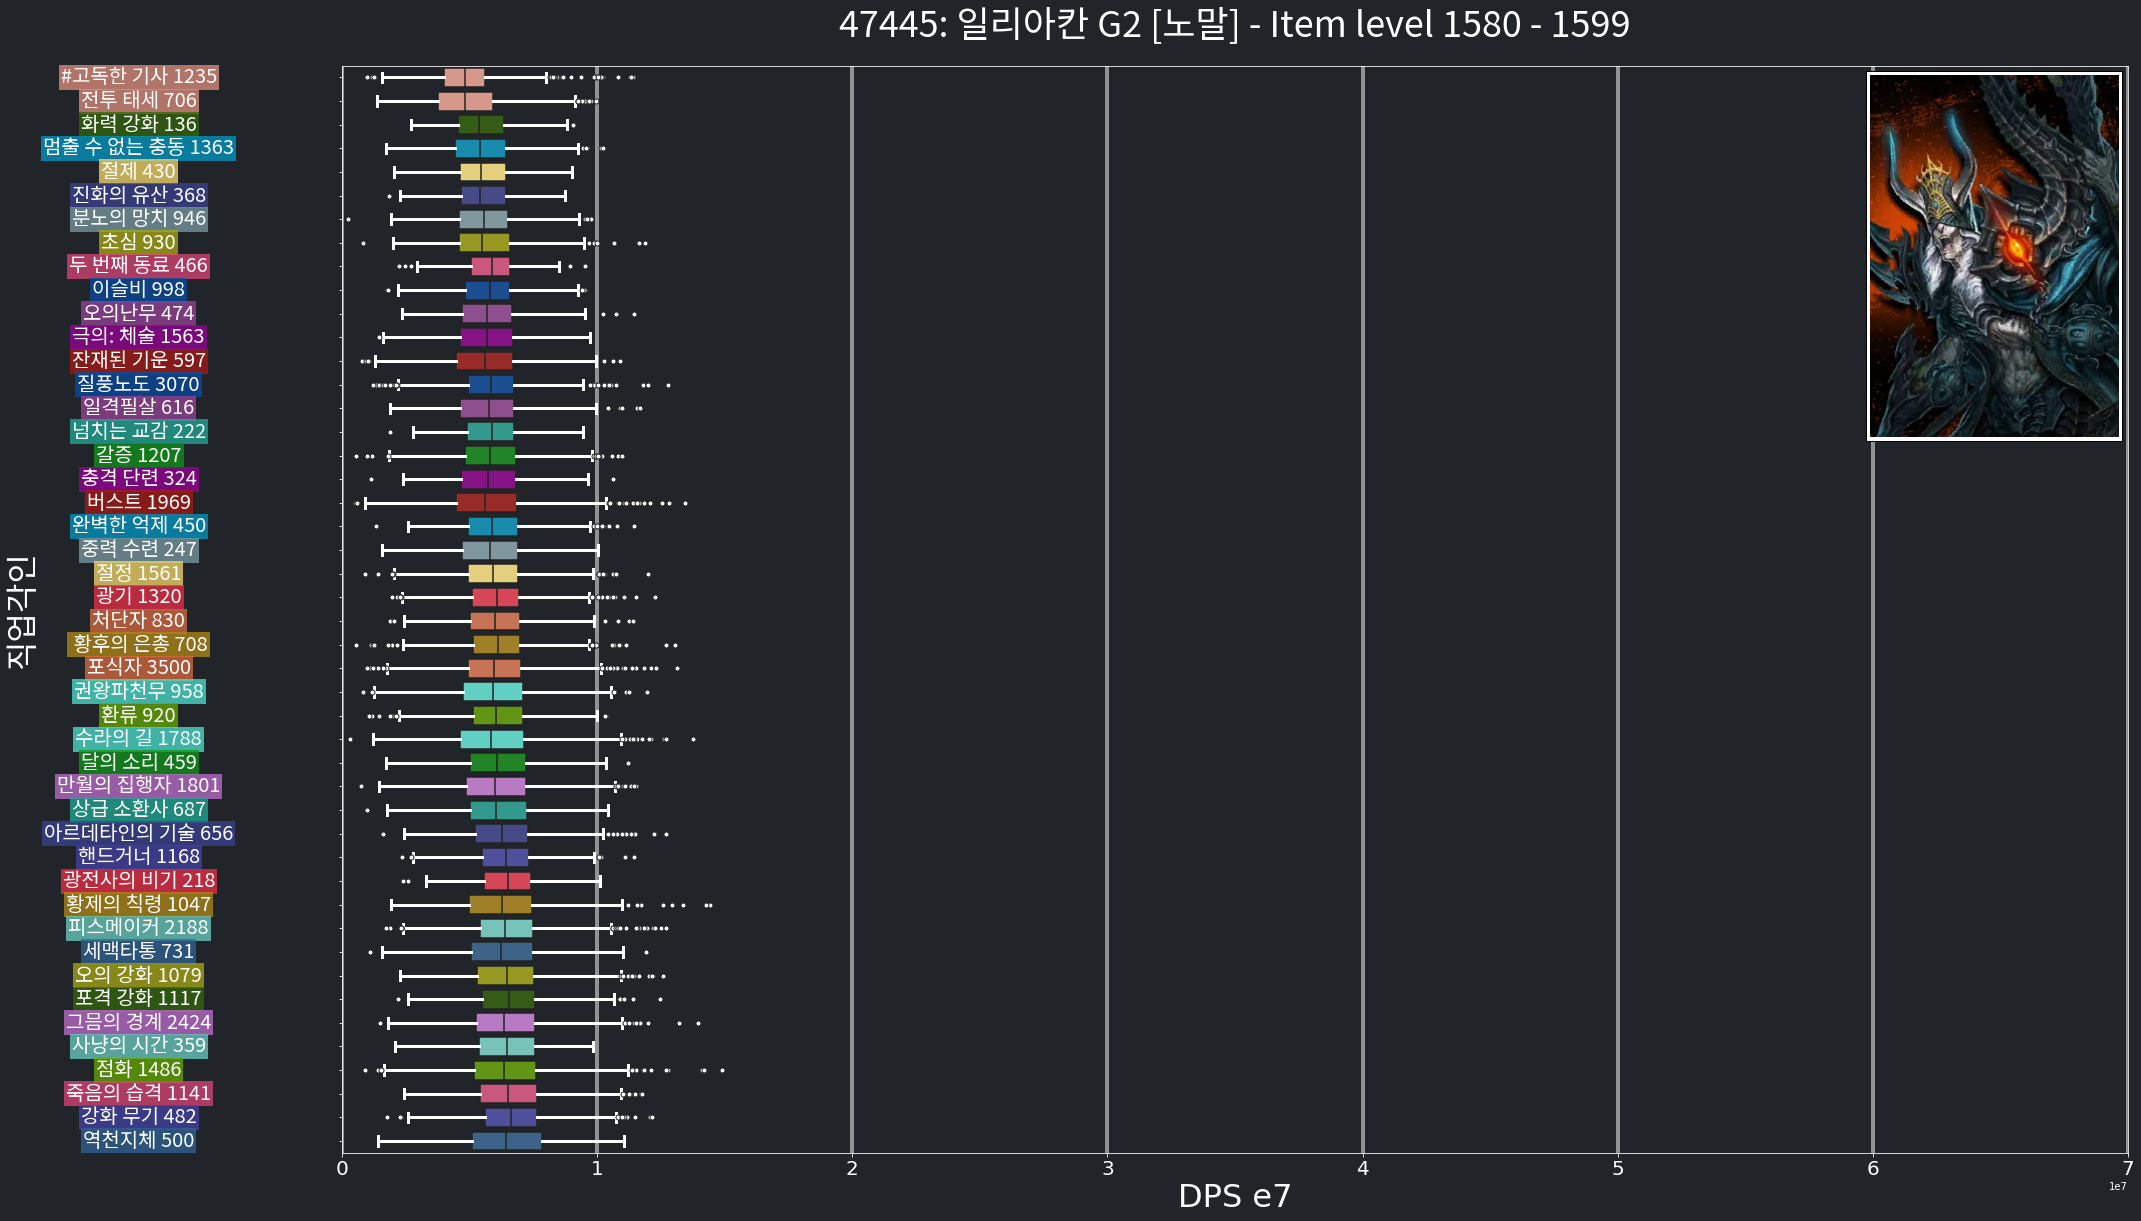 47445: 일리아칸 G2 [노말] - Item level 1580 - 1599
#고독한 기사 1235
전투 태세 706
화력 강화 136
멈출 수 없는 충동 1363
절제 430
진화의 유산 368
분노의 망치 946
초심 930
두 번째 동료 466
이슬비 998
오의난무 474
극의: 체술 1563
잔재된 기운 597
질풍노도 3070
일격필살 616
넘치는 교감 222
갈증 1207
충격 단련 324
버스트 1969
완벽한 억제 450
중력 수련 247
절정 1561
광기 1320
처단자 830
황후의 은총 708
포식자 3500
권왕파천무 958
환류 920
수라의 길 1788
달의 소리 459
만월의 집행자 1801
상급 소환사 687
아르데타인의 기술 656
핸드거너 1168
광전사의 비기 218
황제의 칙령 1047
피스메이커 2188
세맥타통 731
오의 강화 1079
포격 강화 1117
그믐의 경계 2424
사냥의 시간 359
점화 1486
죽음의 습격 1141
강화 무기 482
역천지체 500
직업각인
0 1 2 3 4 5 6 7
1e7
DPS e7